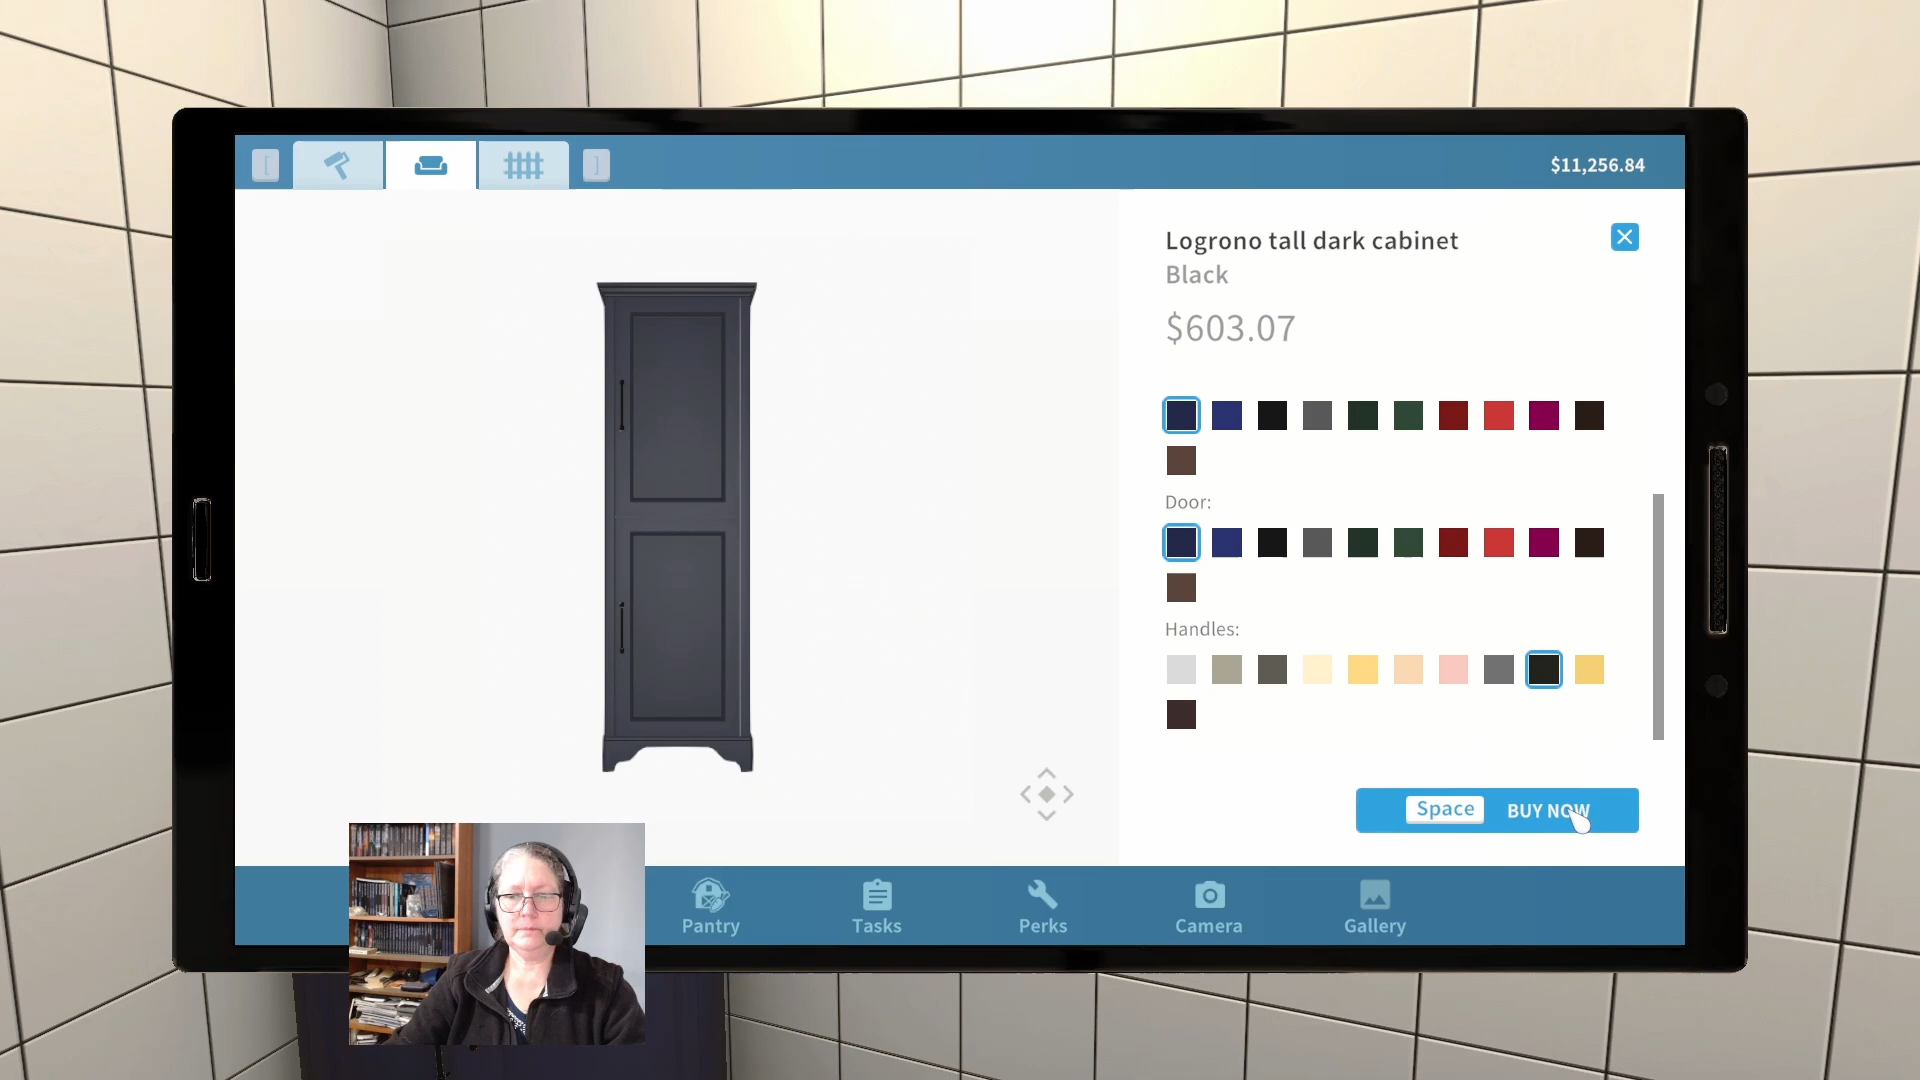 [
]
$11,256.84
Logrono tall dark cabinet
Black
$603.07
Door:
Handles:
Space BUY NOW
Pantry
Tasks
Perks
Camera
Gallery